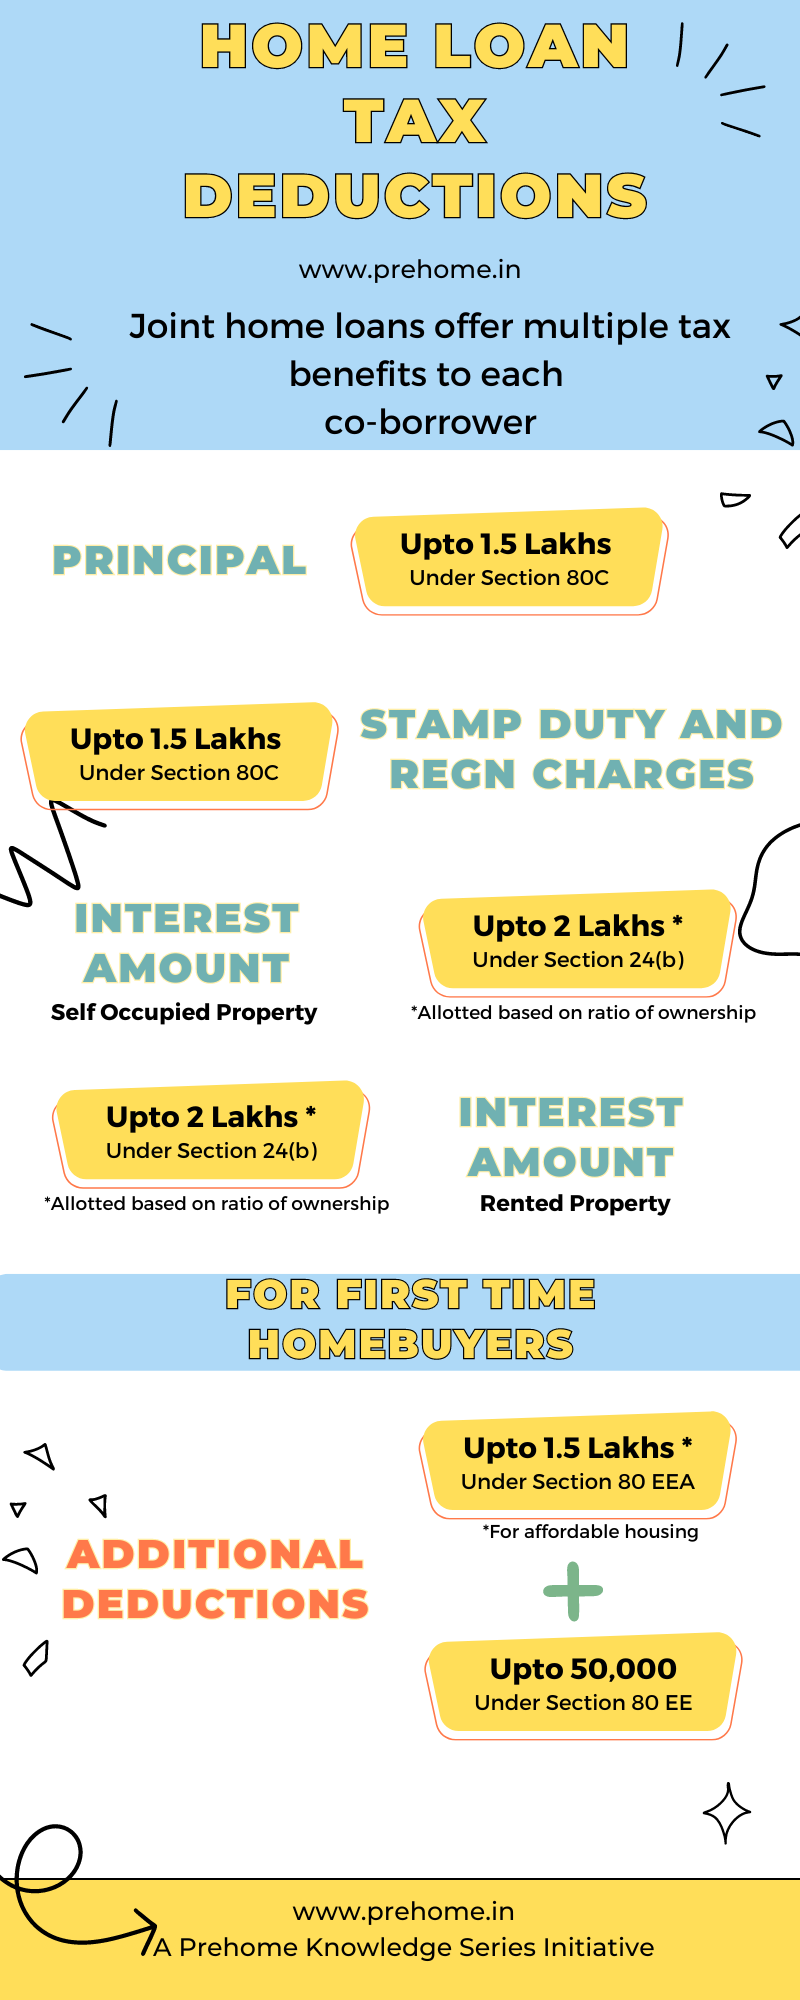 HOME LOAN
TAX
DEDUCTIONS
www.prehome.in
Joint home loans offer multiple tax
benefits to each
co-borrower
PRINCIPAL
Upto 1.5 Lakhs
Under Section 80C
Upto 1.5 Lakhs
Under Section 80C
STAMP DUTY AND
REGN CHARGES
INTEREST
AMOUNT
Self Occupied Property
Upto 2 Lakhs *
Under Section 24(b)
*Allotted based on ratio of ownership
Upto 2 Lakhs *
Under Section 24(b)
*Allotted based on ratio of ownership
INTEREST
AMOUNT
Rented Property
FOR FIRST TIME
HOMEBUYERS
ADDITIONAL
DEDUCTIONS
Upto 1.5 Lakhs *
Under Section 80 EEA
*For affordable housing
+
Upto 50,000
Under Section 80 EE
www.prehome.in
A Prehome Knowledge Series Initiative